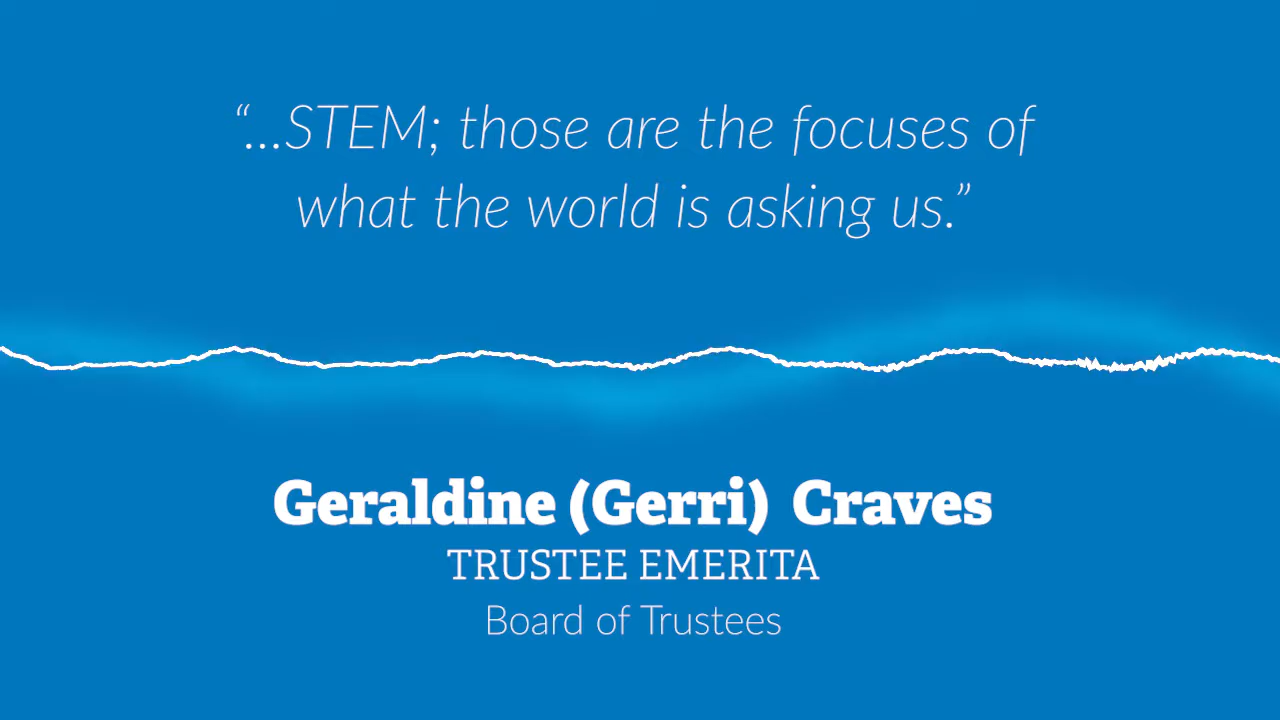 “...STEM; those are the focuses of
what the world is asking us.”
Geraldine (Gerri) Craves
TRUSTEE EMERITA
Board of Trustees